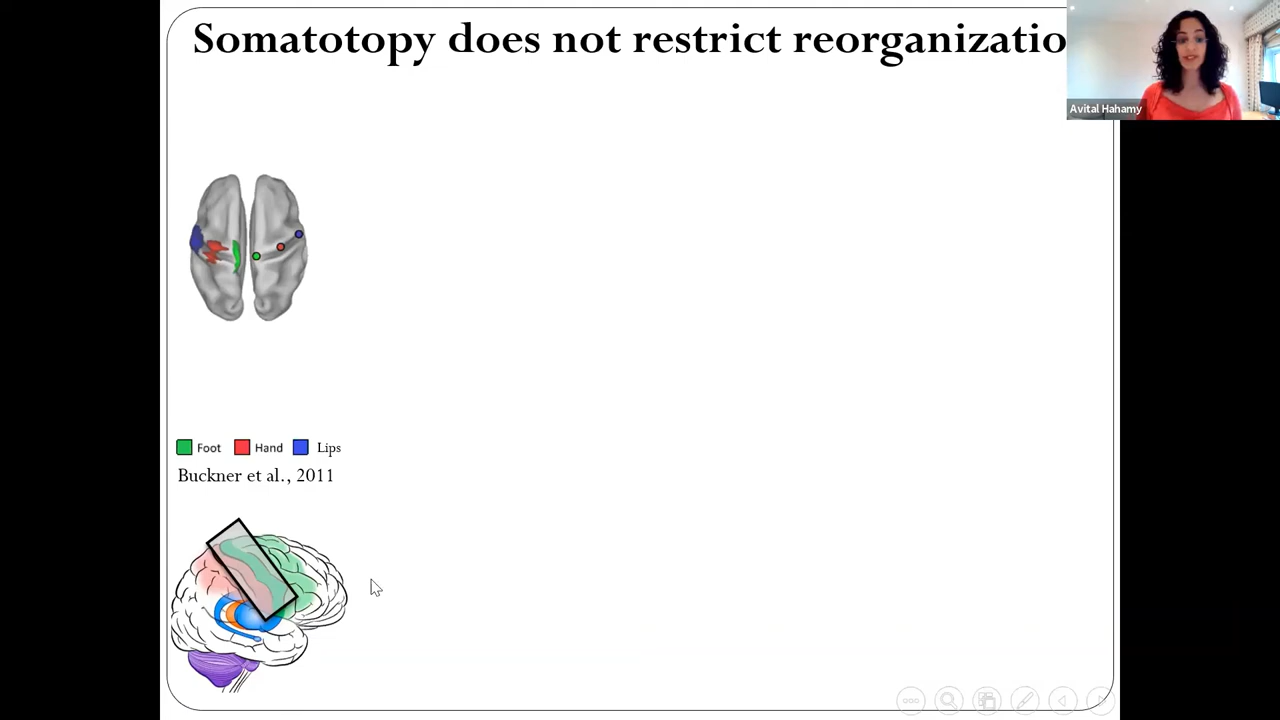 Somatotopy does not restrict reorganizatio
Avital Hahamy
Foot Hand Lips
Buckner et al., 2011